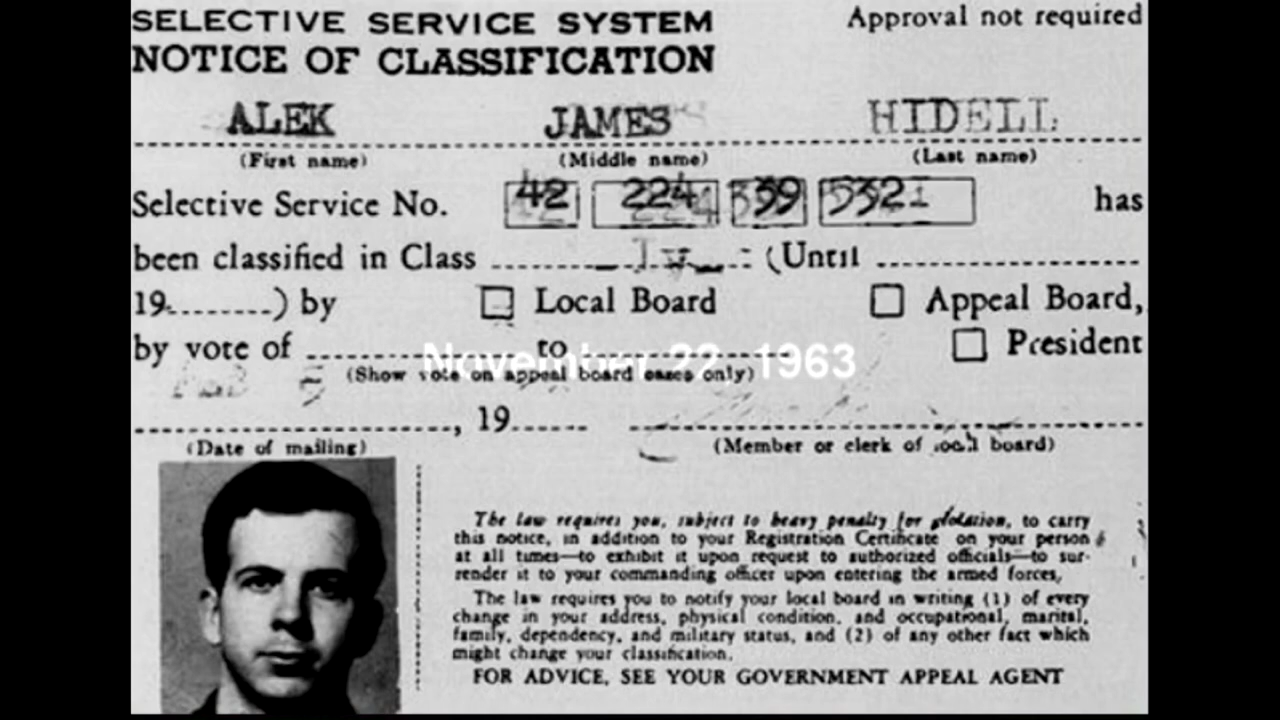 SELECTIVE SERVICE SYSTEM Approval not required
NOTICE OF CLASSIFICATION
ALEK JAMES HIDELL
(First name) (Middle name) (Last name)
Selective Service No. 42 224 39 5321 has
been classified in Class IV (Until
19 ) by Local Board Appeal Board,
by vote of to President
November 22, 1963
(Show vote on appeal board cases only)
, 19
(Date of mailing) (Member or clerk of local board)
The law requires you, subject to heavy penalty for violation, to carry
this notice, in addition to your Registration Certificate on your person
at all times—to exhibit it upon request to authorized officials—to sur-
render it to your commanding officer upon entering the armed forces,
The law requires you to notify your local board in writing (1) of every
change in your address, physical condition, and occupational, marital,
family, dependency, and military status, and (2) of any other fact which
might change your classification.
FOR ADVICE, SEE YOUR GOVERNMENT APPEAL AGENT